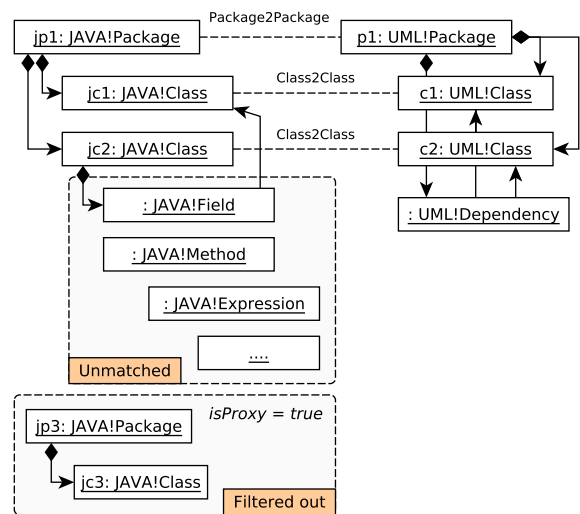 Package2Package
jp1: JAVA!Package
p1: UML!Package
Class2Class
jc1: JAVA!Class
c1: UML!Class
Class2Class
jc2: JAVA!Class
c2: UML!Class
: JAVA!Field
: UML!Dependency
: JAVA!Method
: JAVA!Expression
....
Unmatched
isProxy = true
jp3: JAVA!Package
jc3: JAVA!Class
Filtered out